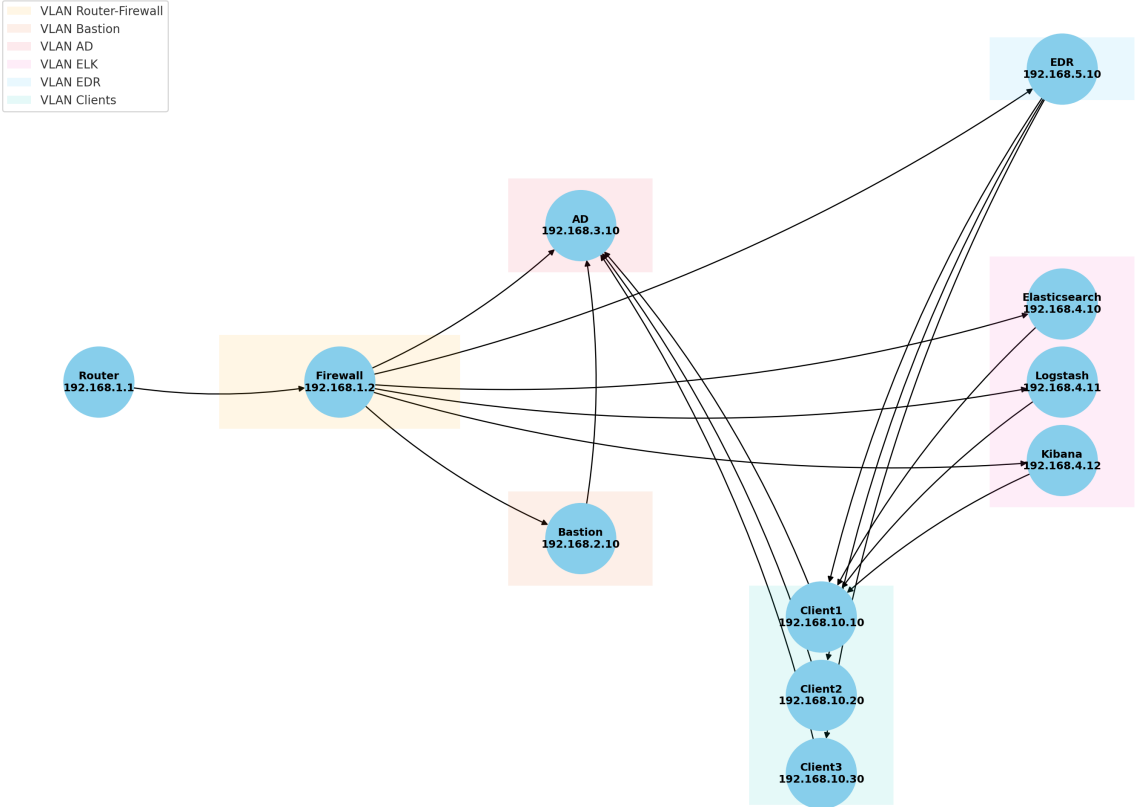 VLAN Router-Firewall
VLAN Bastion
VLAN AD
VLAN ELK
VLAN EDR
VLAN Clients
EDR
192.168.5.10
AD
192.168.3.10
Elasticsearch
192.168.4.10
Router
192.168.1.1
Firewall
192.168.1.2
Logstash
192.168.4.11
Kibana
192.168.4.12
Bastion
192.168.2.10
Client1
192.168.10.10
Client2
192.168.10.20
Client3
192.168.10.30